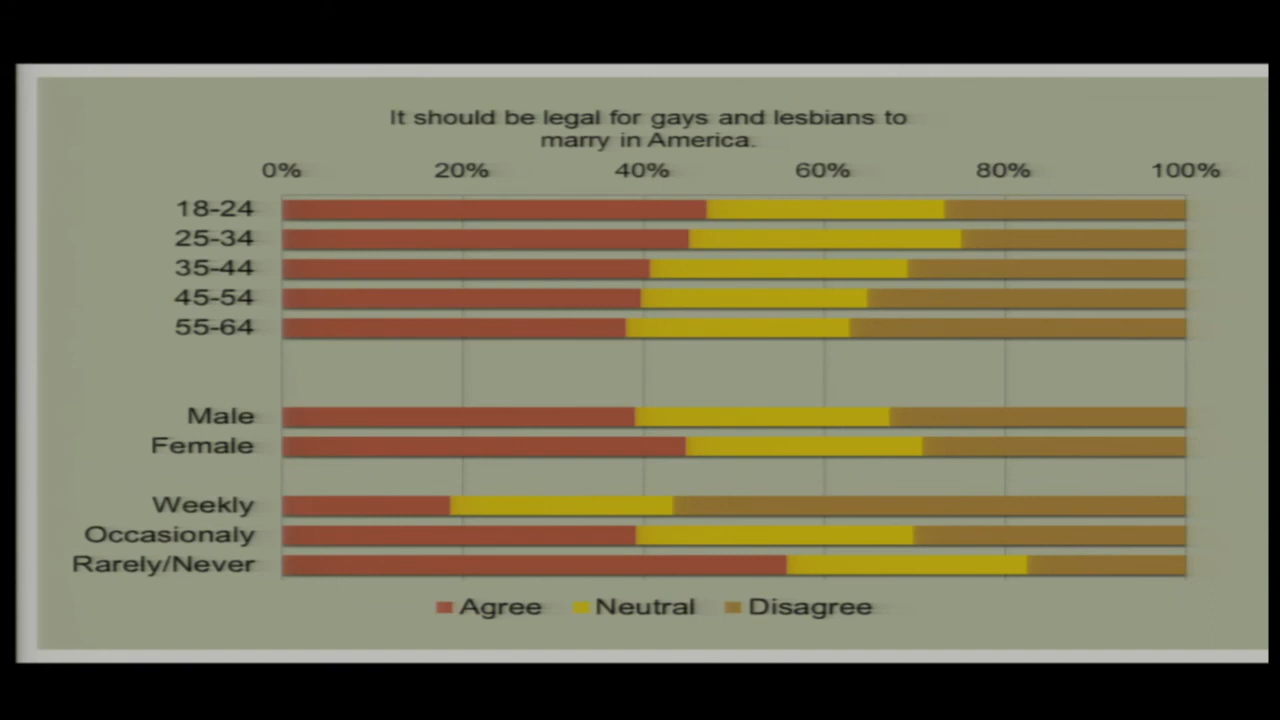 It should be legal for gays and lesbians to
marry in America.
0% 20% 40% 60% 80% 100%
18-24
25-34
35-44
45-54
55-64
Male
Female
Weekly
Occasionaly
Rarely/Never
Agree Neutral Disagree